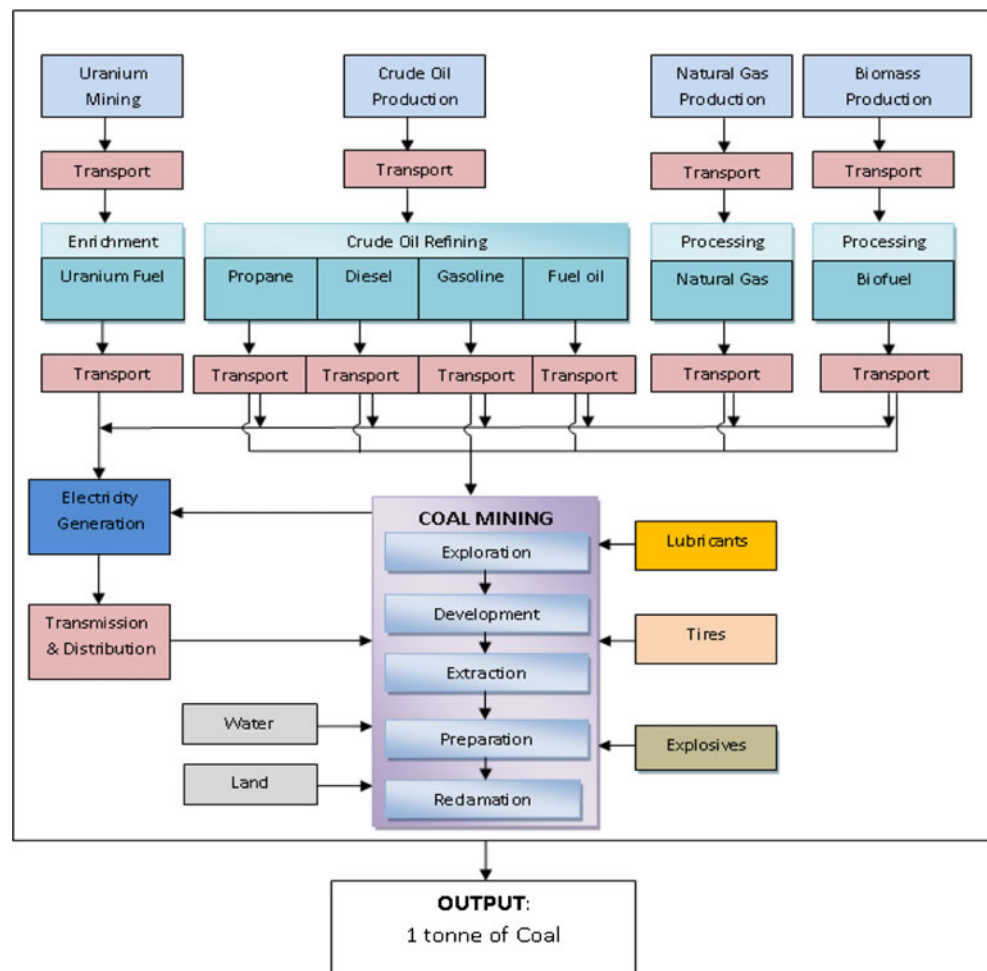 Uranium
Mining
Crude Oil
Production
Natural Gas
Production
Biomass
Production
Transport
Transport
Transport
Transport
Enrichment
Crude Oil Refining
Processing
Processing
Uranium Fuel
Propane
Diesel
Gasoline
Fuel oil
Natural Gas
Biofuel
Transport
Transport
Transport
Transport
Transport
Transport
Transport
Electricity
Generation
COAL MINING
Exploration
Lubricants
Development
Transmission
& Distribution
Tires
Extraction
Water
Preparation
Explosives
Land
Reclamation
OUTPUT:
1 tonne of Coal